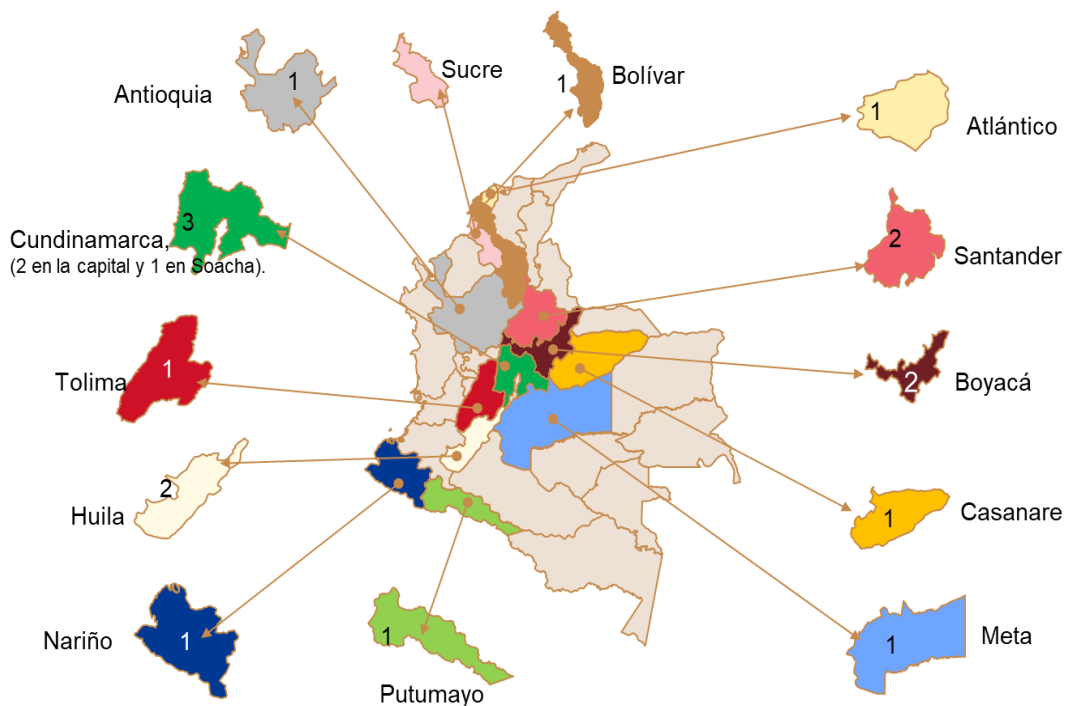 Antioquia
1
Sucre
1
Bolívar
1
Atlántico
3
Cundinamarca,
(2 en la capital y 1 en Soacha).
2
Santander
1
Tolima
2
Boyacá
2
Huila
1
Casanare
1
Nariño
1
Putumayo
1
Meta